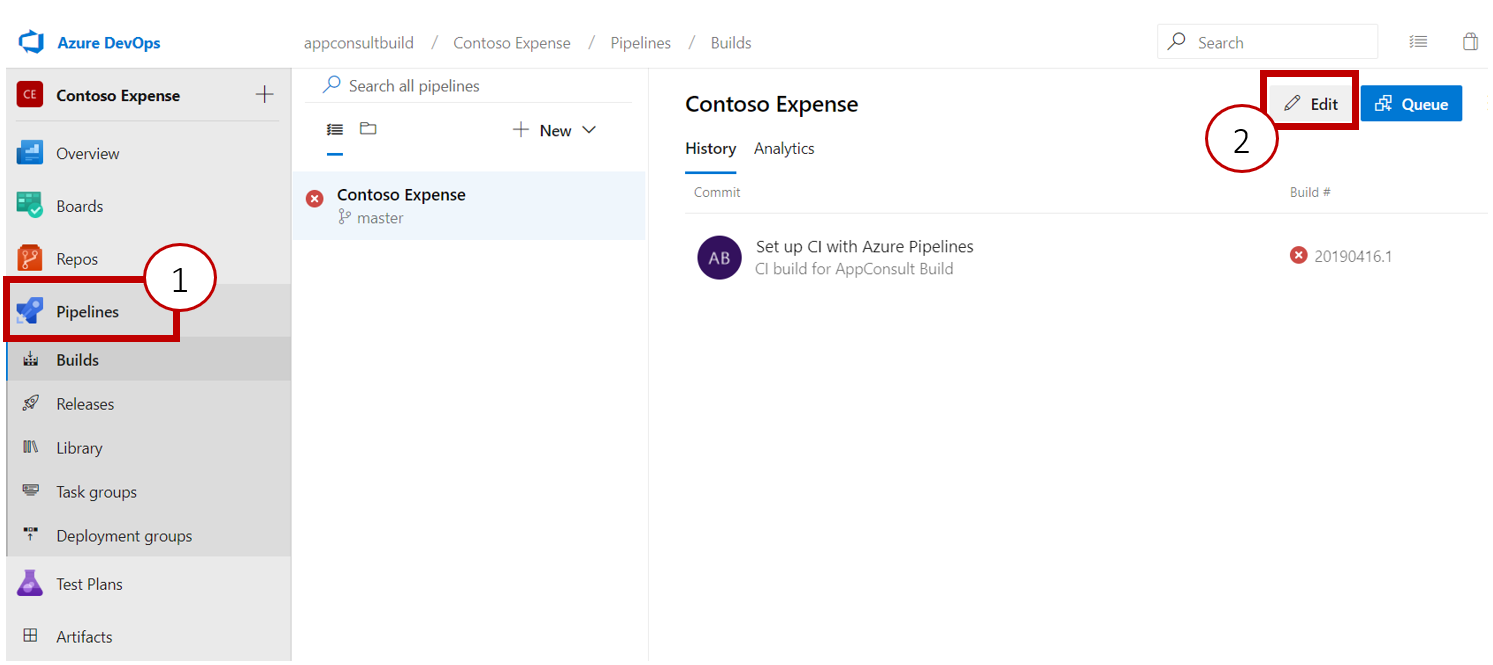 Azure DevOps
appconsultbuild / Contoso Expense / Pipelines / Builds
Search
CE Contoso Expense
Overview
Boards
Repos
1
Pipelines
Builds
Releases
Library
Task groups
Deployment groups
Test Plans
Artifacts
Search all pipelines
New
Contoso Expense
master
Contoso Expense
Edit
Queue
2
History Analytics
Commit Build #
AB Set up CI with Azure Pipelines
CI build for AppConsult Build
20190416.1